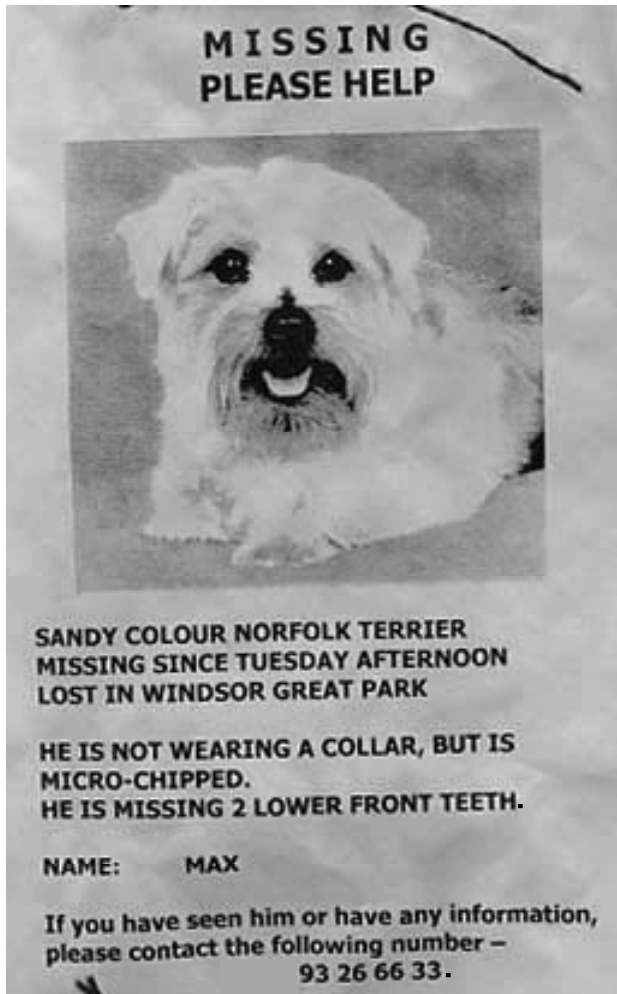 M I S S I N G
PLEASE HELP
SANDY COLOUR NORFOLK TERRIER
MISSING SINCE TUESDAY AFTERNOON
LOST IN WINDSOR GREAT PARK
HE IS NOT WEARING A COLLAR, BUT IS
MICRO-CHIPPED.
HE IS MISSING 2 LOWER FRONT TEETH.
NAME: MAX
If you have seen him or have any information,
please contact the following number –
93 26 66 33.